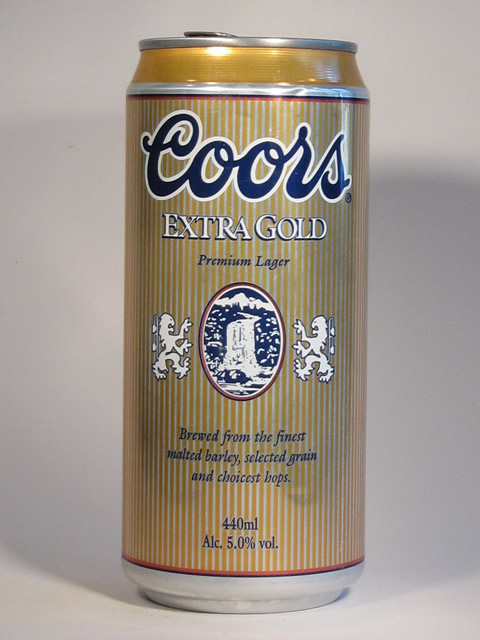 Coors®
EXTRA GOLD
Premium Lager
Brewed from the finest
malted barley, selected grain
and choicest hops.
440ml
Alc. 5.0% vol.